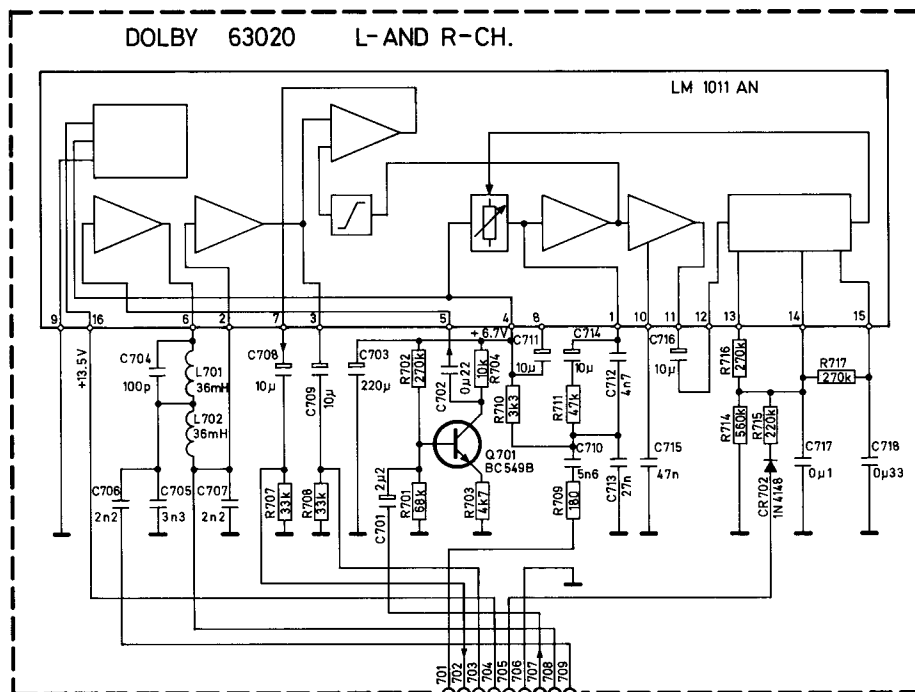 DOLBY 63020 L-AND R-CH.
LM 1011 AN
9 16 6 2 7 3 5 4 8 1 10 11 12 13 14 15
+13.5V
+6.7V
C704
100p
L701
36mH
L702
36mH
C706
2n2
C705
3n3
C707
2n2
C708
10µ
C709
10µ
R707
33k
R708
33k
C703
220µ
R702
270k
C702
0µ22
R704
10k
Q701
BC549B
2µ2
C701
R701
68k
R703
4k7
R710
3k3
C711
10µ
C714
10µ
R711
47k
C712
4n7
C710
5n6
R709
180
C713
27n
C715
47n
C716
10µ
R716
270k
R714
560k
R715
220k
CR702
1N4148
R717
270k
C717
0µ1
C718
0µ33
701
702
703
704
705
706
707
708
709